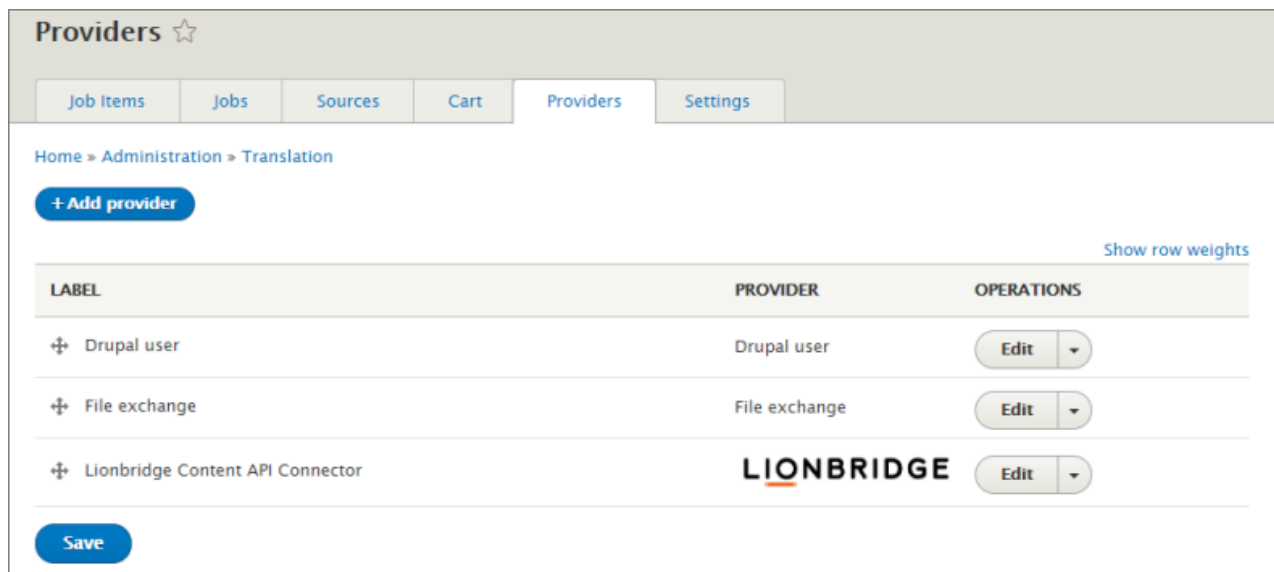 Providers
Job Items Jobs Sources Cart Providers Settings
Home » Administration » Translation
+ Add provider
Show row weights
LABEL PROVIDER OPERATIONS
Drupal user Drupal user Edit
File exchange File exchange Edit
Lionbridge Content API Connector LIONBRIDGE Edit
Save